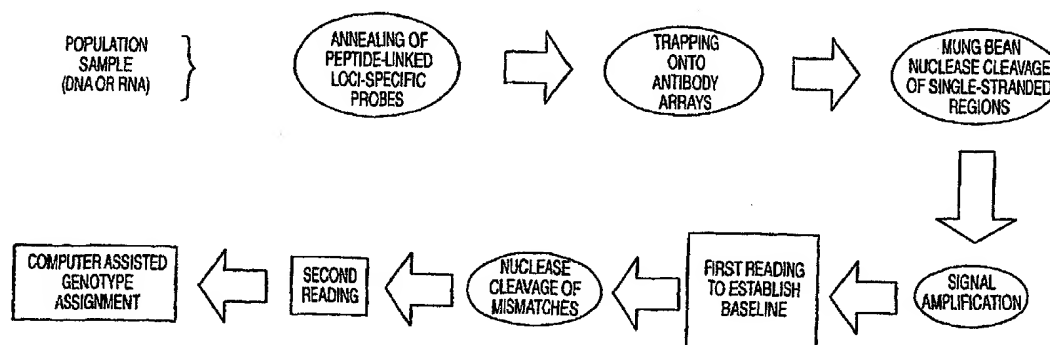 POPULATION
SAMPLE
(DNA OR RNA)
ANNEALING OF
PEPTIDE-LINKED
LOCI-SPECIFIC
PROBES
TRAPPING
ONTO
ANTIBODY
ARRAYS
MUNG BEAN
NUCLEASE CLEAVAGE
OF SINGLE-STRANDED
REGIONS
SIGNAL
AMPLIFICATION
FIRST READING
TO ESTABLISH
BASELINE
NUCLEASE
CLEAVAGE OF
MISMATCHES
SECOND
READING
COMPUTER ASSISTED
GENOTYPE
ASSIGNMENT